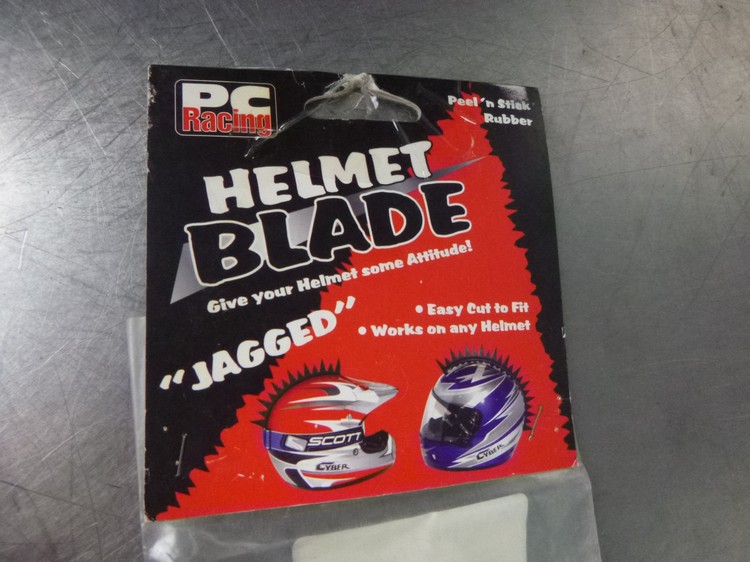 PC
Racing
Peel 'n Stick
Rubber
HELMET
BLADE
Give your Helmet some Attitude!
"JAGGED"
• Easy Cut to Fit
• Works on any Helmet
SCOTT
CYBER
CYBER